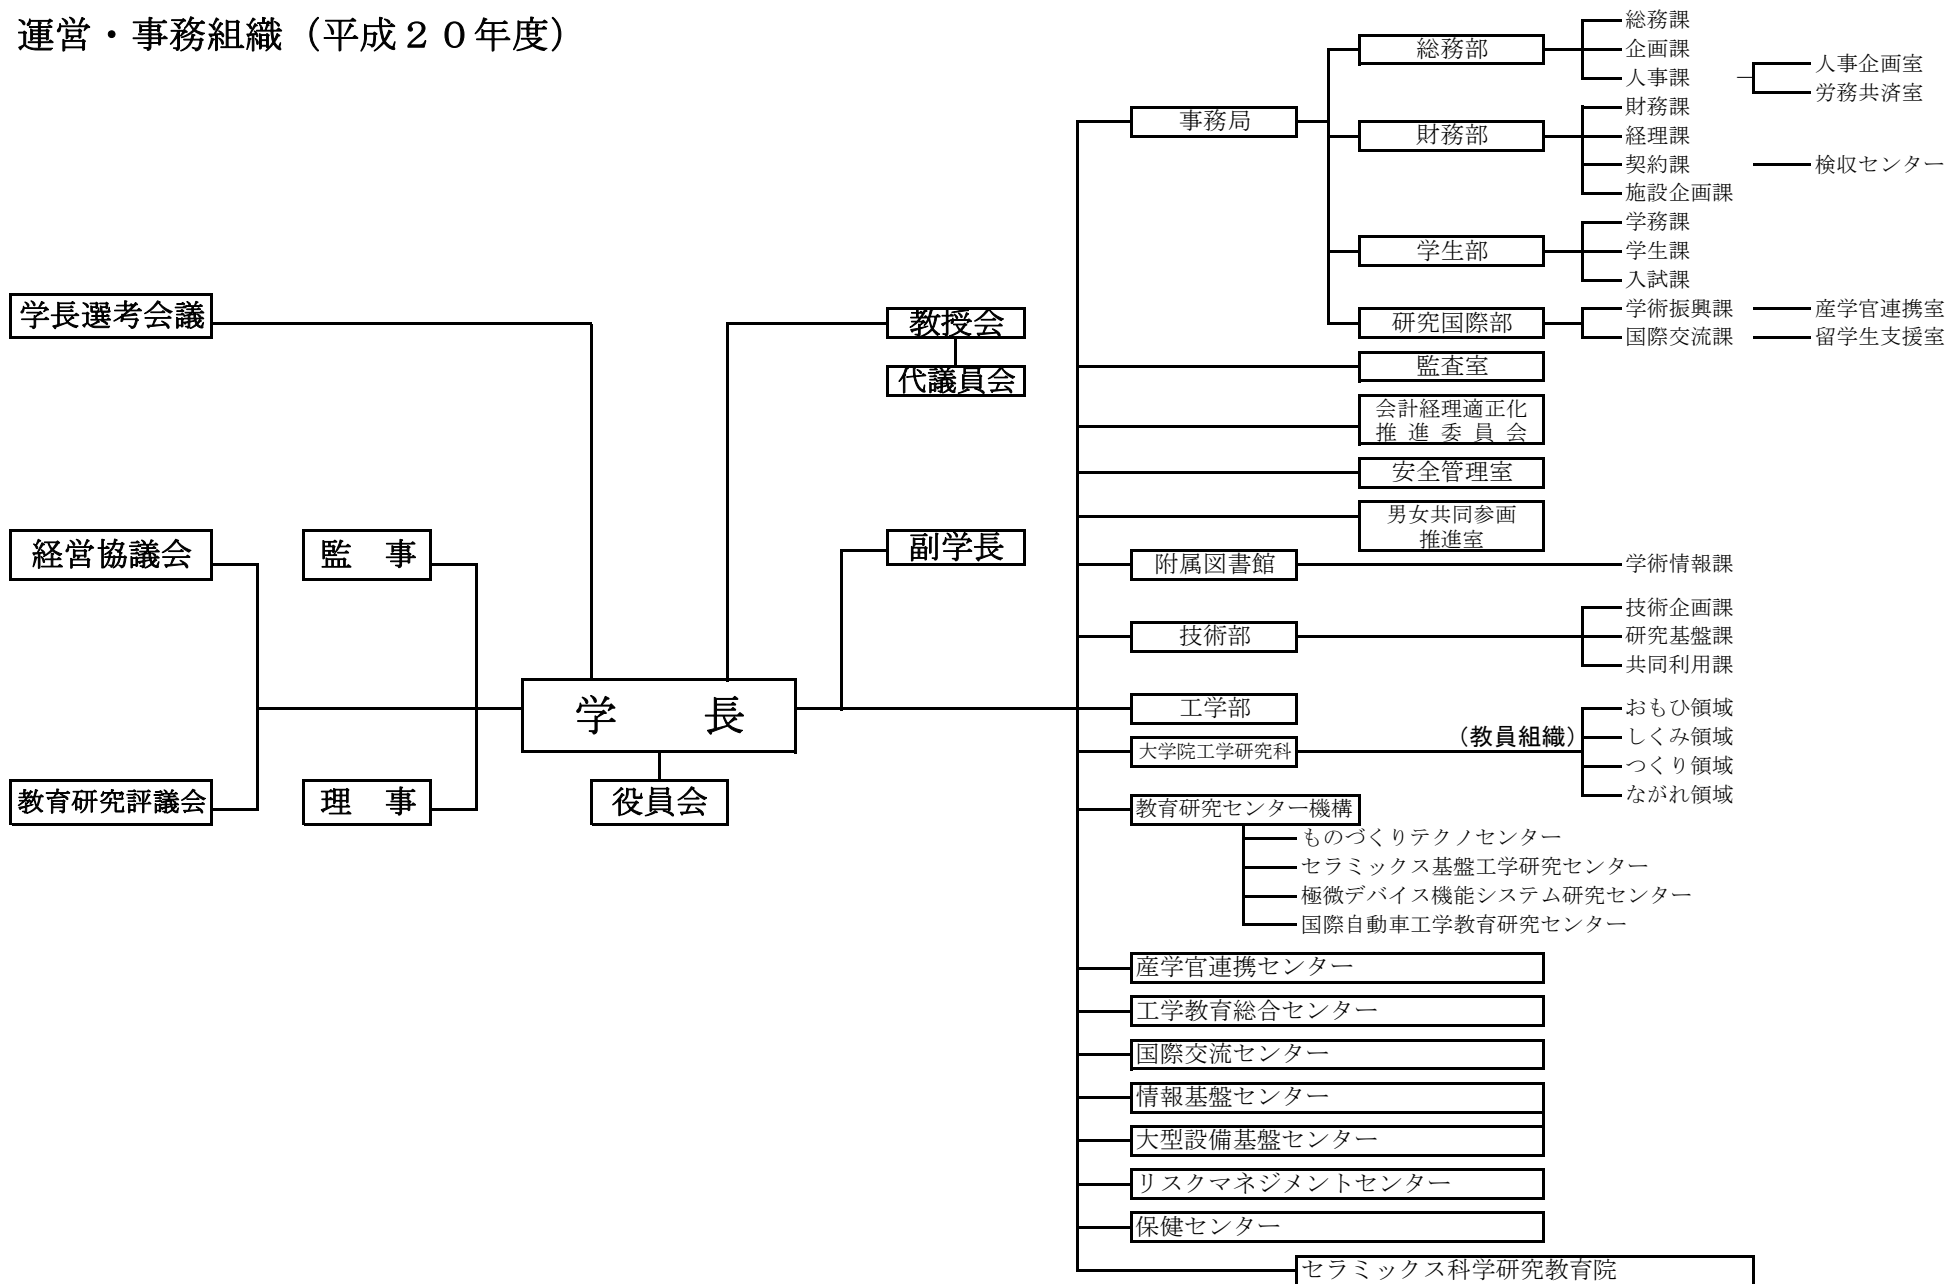 運営・事務組織（平成２０年度）
学長選考会議
経営協議会
監　事
教育研究評議会
理　事
学　　長
役員会
教授会
代議員会
副学長
事務局
総務部
総務課
企画課
人事課
人事企画室
労務共済室
財務部
財務課
経理課
契約課
検収センター
施設企画課
学生部
学務課
学生課
入試課
研究国際部
学術振興課
産学官連携室
国際交流課
留学生支援室
監査室
会計経理適正化
推 進 委 員 会
安全管理室
男女共同参画
推進室
附属図書館
学術情報課
技術部
技術企画課
研究基盤課
共同利用課
工学部
大学院工学研究科
（教員組織）
おもひ領域
しくみ領域
つくり領域
ながれ領域
教育研究センター機構
ものづくりテクノセンター
セラミックス基盤工学研究センター
極微デバイス機能システム研究センター
国際自動車工学教育研究センター
産学官連携センター
工学教育総合センター
国際交流センター
情報基盤センター
大型設備基盤センター
リスクマネジメントセンター
保健センター
セラミックス科学研究教育院